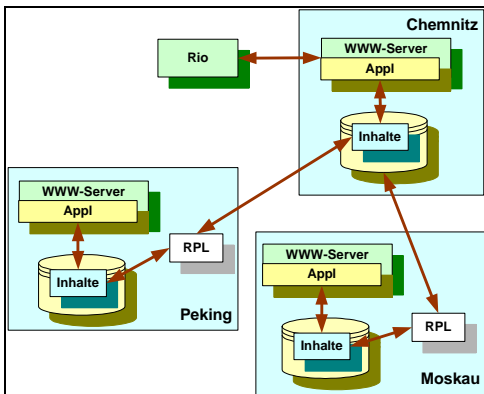 Chemnitz
WWW-Server
Appl
Rio
Inhalte
WWW-Server
Appl
RPL
Inhalte
Peking
WWW-Server
Appl
RPL
Inhalte
Moskau